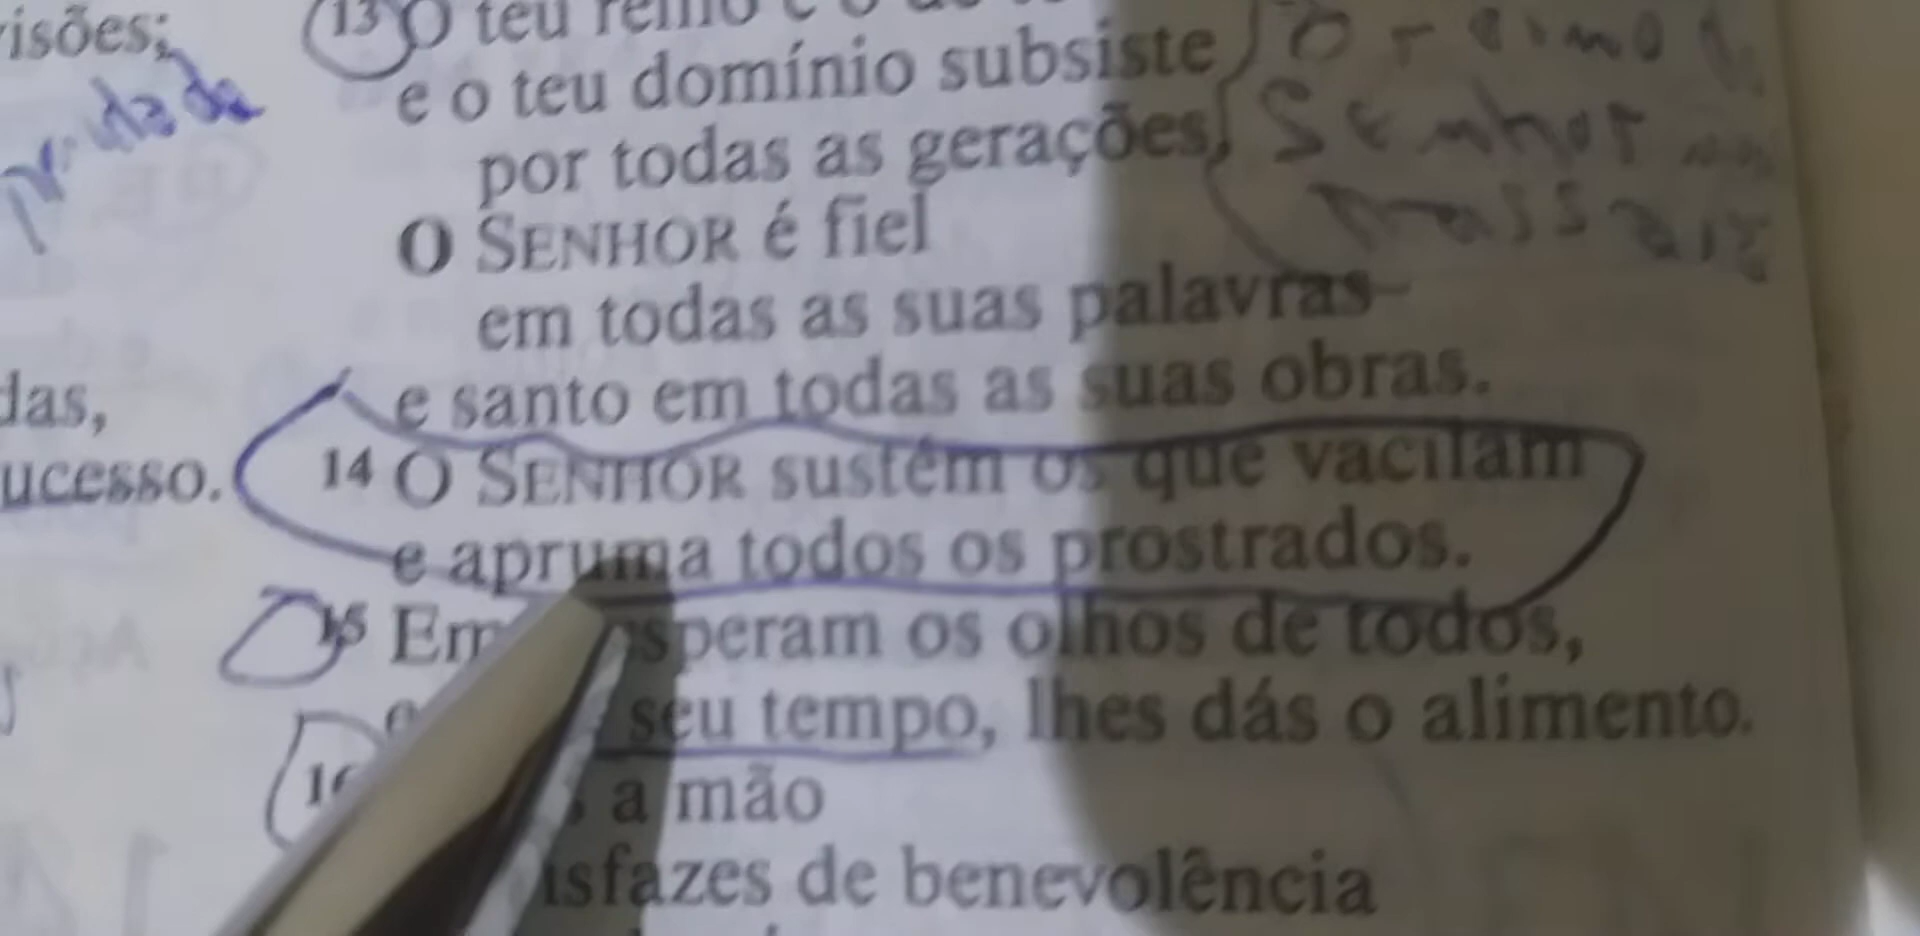 isões;
13 O teu reino e o de
e o teu domínio subsiste
por todas as gerações,
O SENHOR é fiel
em todas as suas palavras
e santo em todas as suas obras.
14 O SENHOR sustém os que vacilam
e apruma todos os prostrados.
15 Em esperam os olhos de todos,
seu tempo, lhes dás o alimento.
a mão
isfazes de benevolência
das,
ucesso.
Senhor